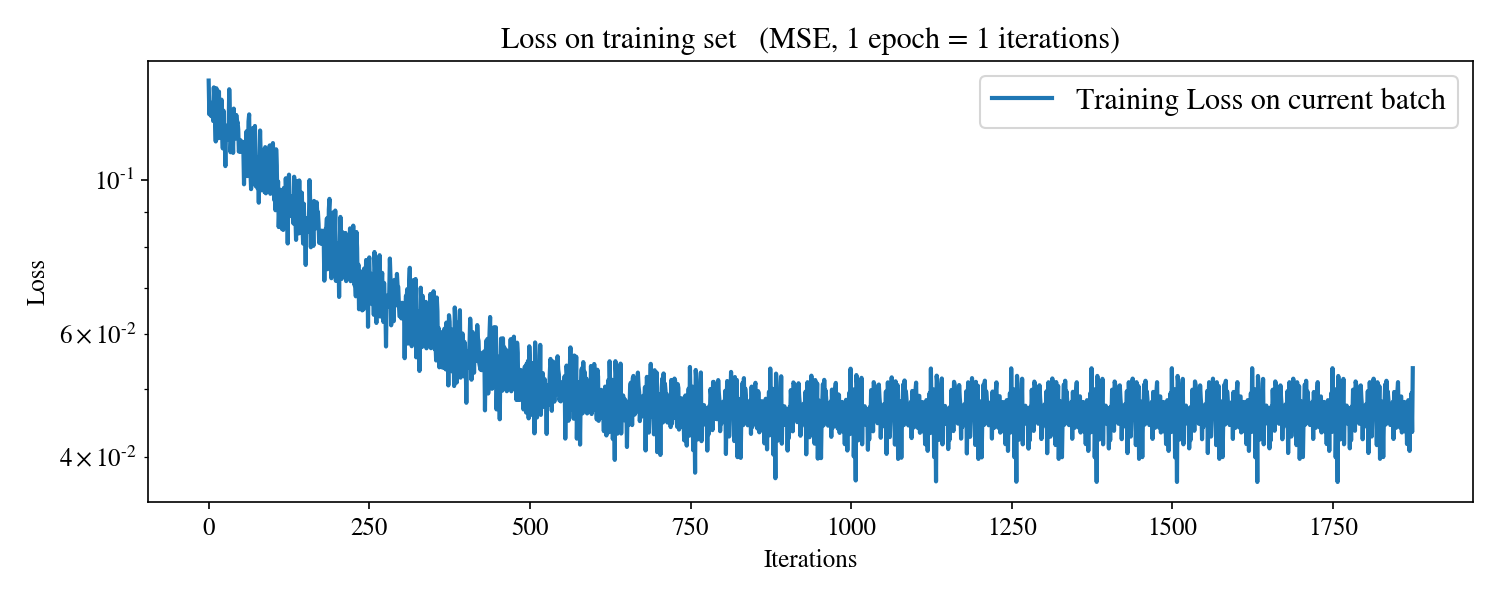 Loss on training set   (MSE, 1 epoch = 1 iterations)
Training Loss on current batch
Loss
10⁻¹
6 × 10⁻²
4 × 10⁻²
0 250 500 750 1000 1250 1500 1750
Iterations